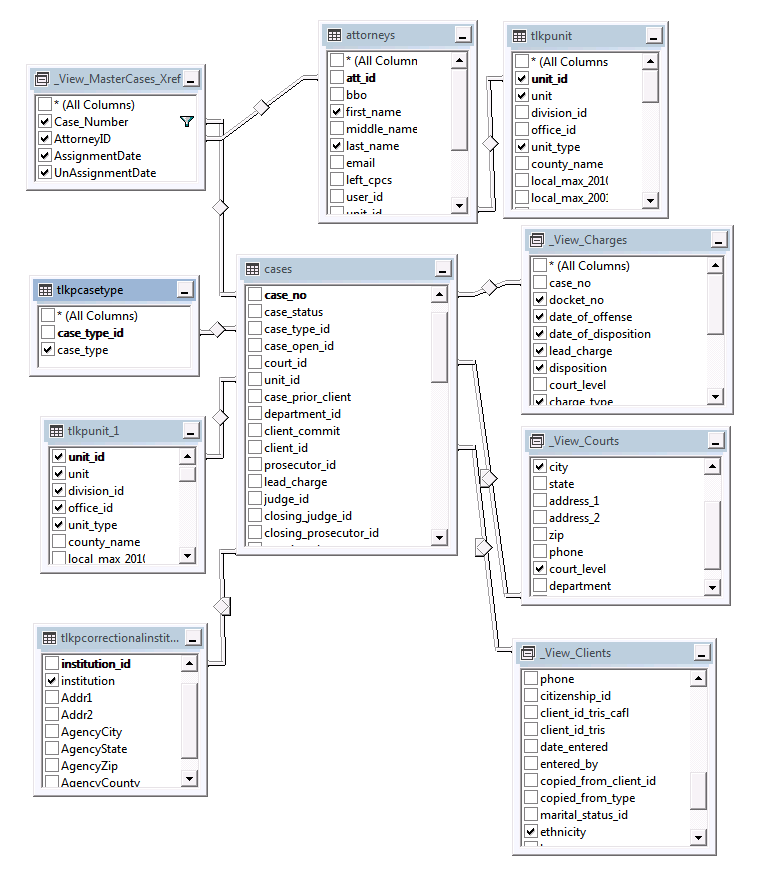 attorneys
* (All Column
att_id
bbo
first_name
middle_name
last_name
email
left_cpcs
user_id
unit_id
tlkpunit
* (All Columns
unit_id
unit
division_id
office_id
unit_type
county_name
local_max_2010
local_max_2001
_View_MasterCases_Xref
* (All Columns)
Case_Number
AttorneyID
AssignmentDate
UnAssignmentDate
_View_Charges
* (All Columns)
case_no
docket_no
date_of_offense
date_of_disposition
lead_charge
disposition
court_level
charge_type
tlkpcasetype
* (All Columns)
case_type_id
case_type
cases
case_no
case_status
case_type_id
case_open_id
court_id
unit_id
case_prior_client
department_id
client_commit
client_id
prosecutor_id
lead_charge
judge_id
closing_judge_id
closing_prosecutor_id
tlkpunit_1
unit_id
unit
division_id
office_id
unit_type
county_name
local_max_2010
_View_Courts
city
state
address_1
address_2
zip
phone
court_level
department
tlkpcorrectionalinstit...
institution_id
institution
Addr1
Addr2
AgencyCity
AgencyState
AgencyZip
AgencyCounty
_View_Clients
phone
citizenship_id
client_id_tris_cafl
client_id_tris
date_entered
entered_by
copied_from_client_id
copied_from_type
marital_status_id
ethnicity